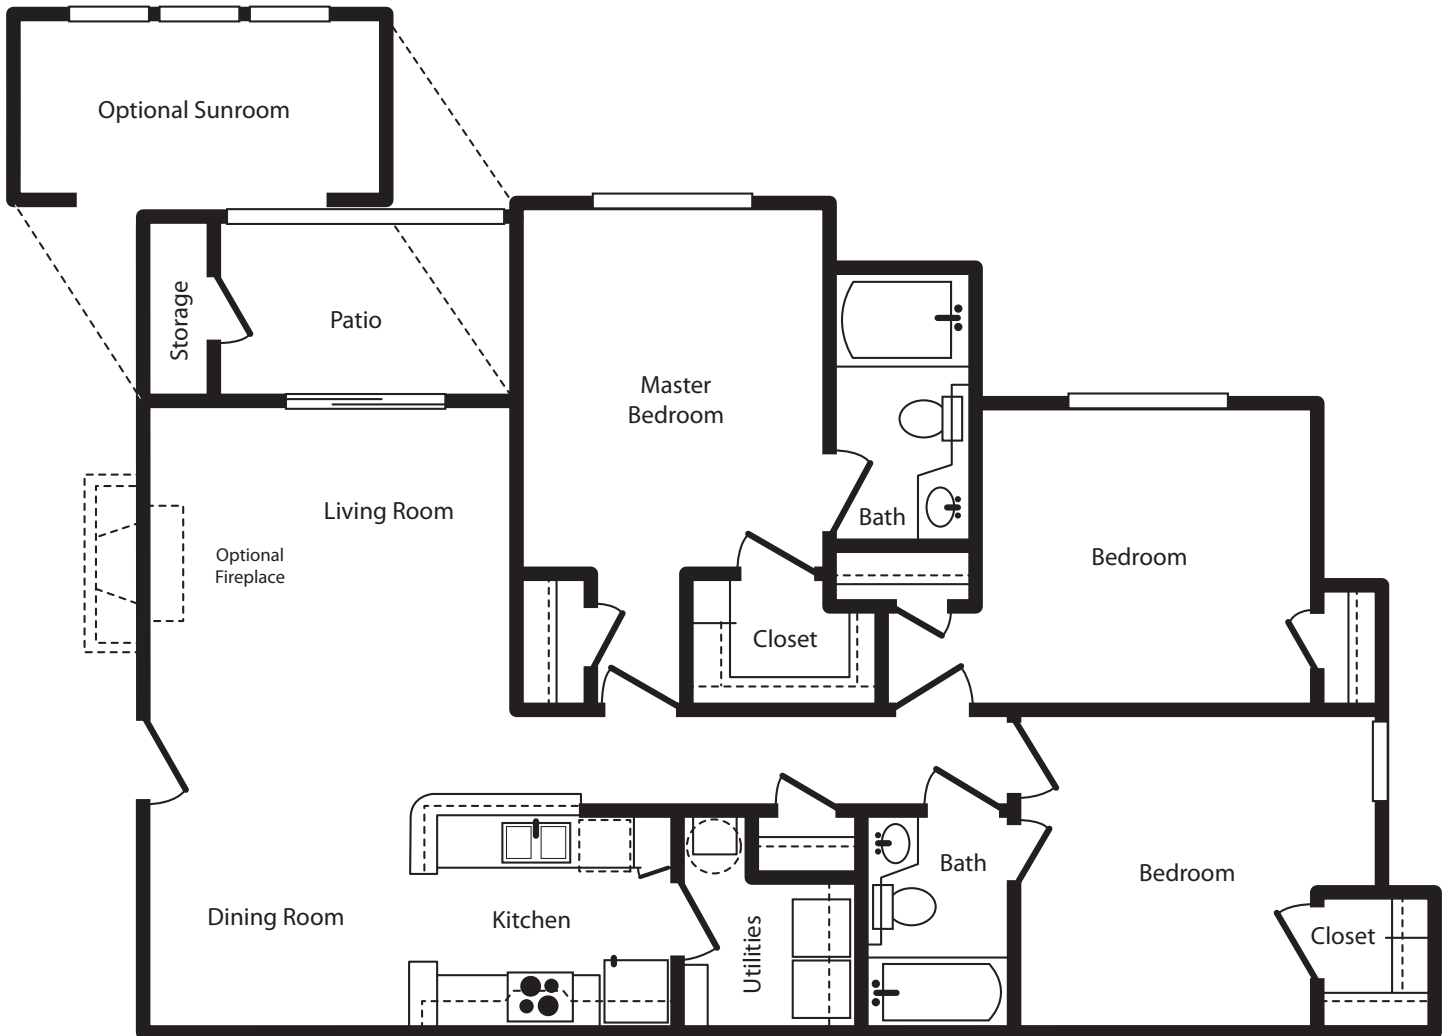 Optional Sunroom
Storage
Patio
Master
Bedroom
Living Room
Bath
Optional
Fireplace
Bedroom
Closet
Bath
Bedroom
Dining Room
Kitchen
Utilities
Closet